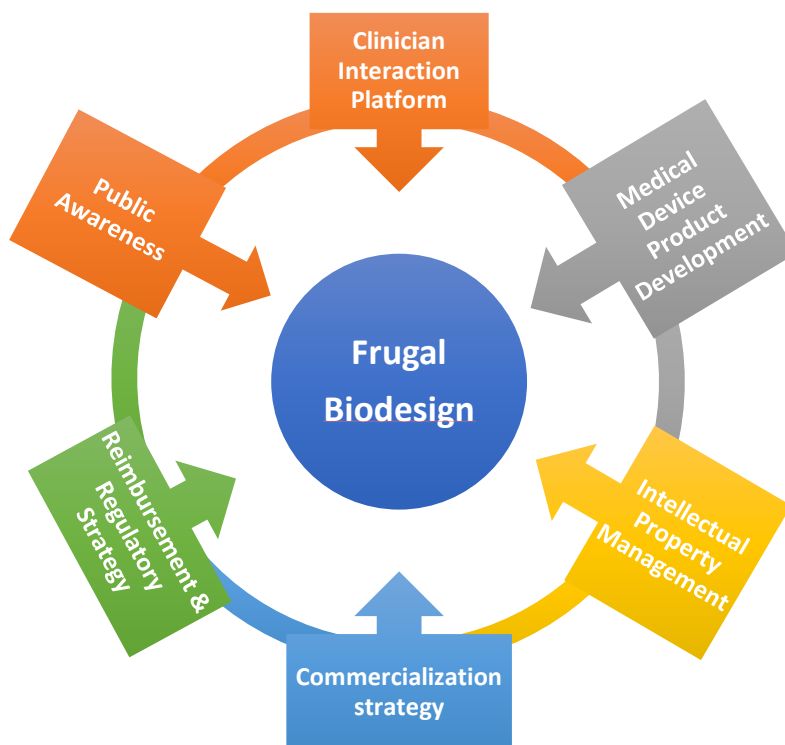 Clinician
Interaction
Platform
Medical
Device
Product
Development
Intellectual
Property
Management
Commercialization
strategy
Reimbursement &
Regulatory
Strategy
Public
Awareness
Frugal
Biodesign